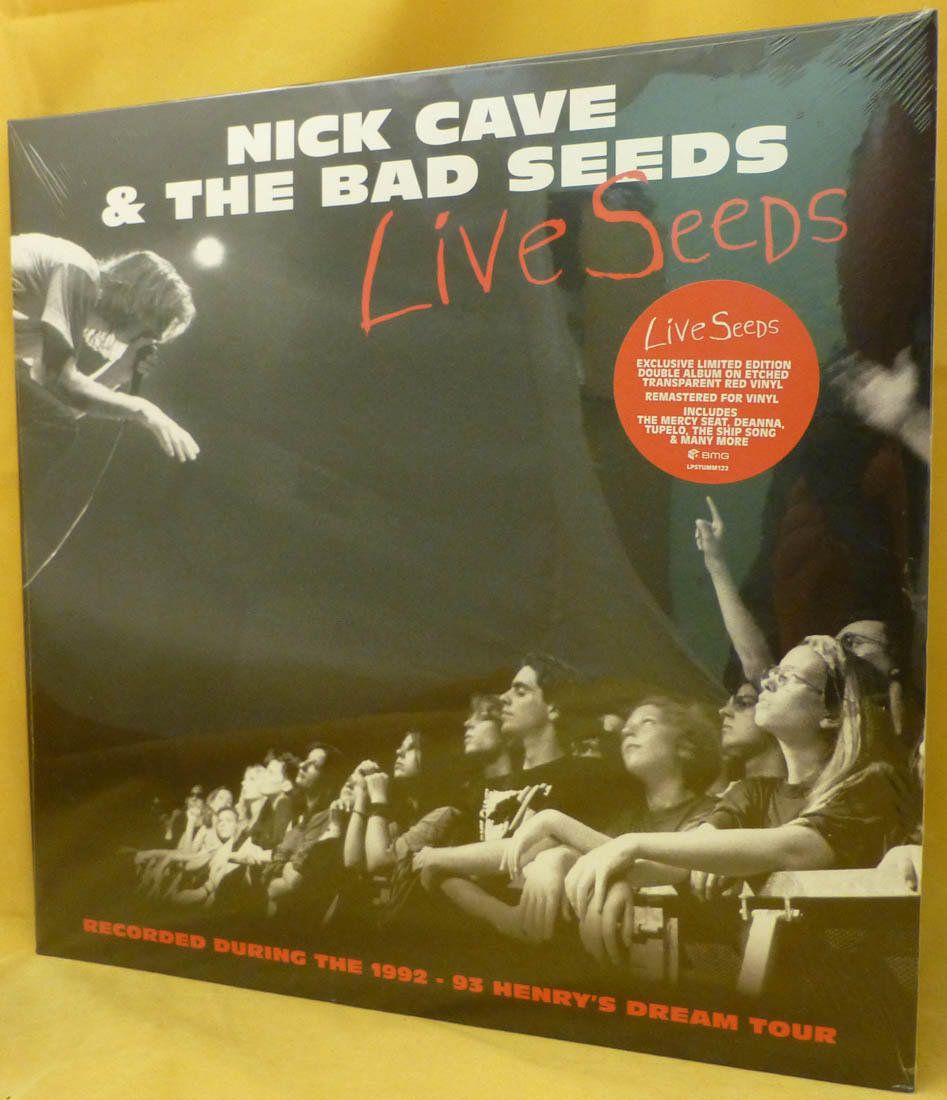 NICK CAVE
& THE BAD SEEDS
Live Seeds
Live Seeds
EXCLUSIVE LIMITED EDITION
DOUBLE ALBUM ON ETCHED
TRANSPARENT RED VINYL
REMASTERED FOR VINYL
INCLUDES
THE MERCY SEAT, DEANNA,
TUPELO, THE SHIP SONG
& MANY MORE
BMG
LPSTUMM122
RECORDED DURING THE 1992 - 93 HENRY'S DREAM TOUR